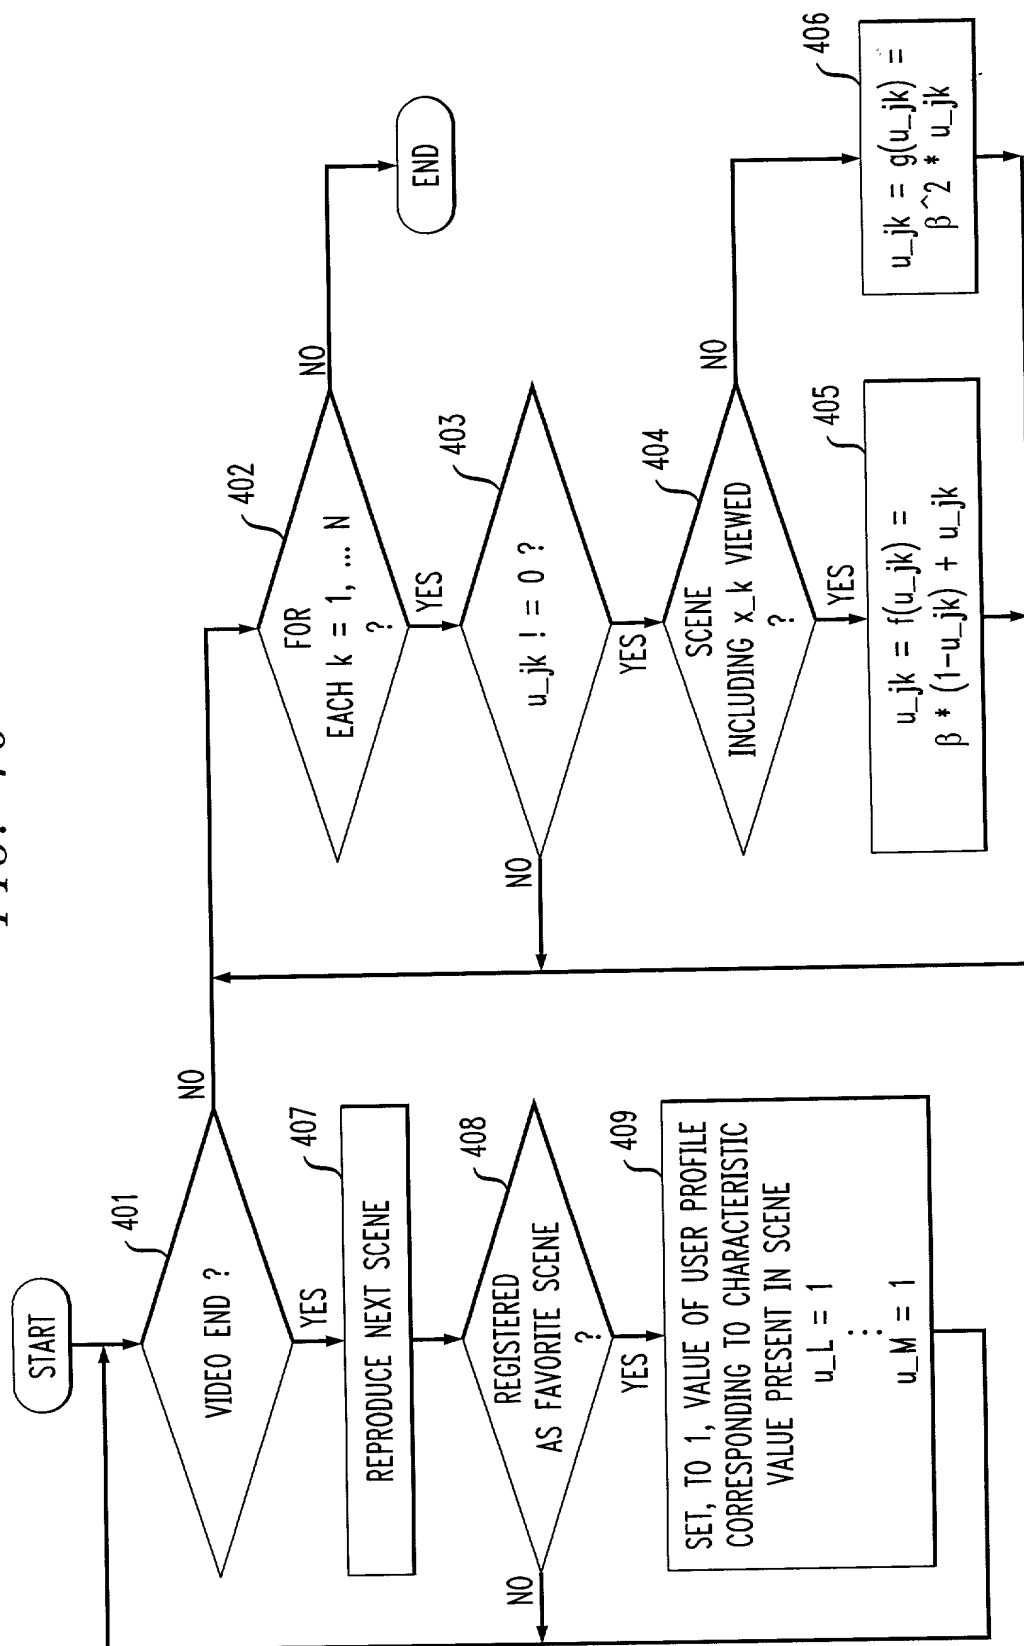 START
VIDEO END ?
401
YES
NO
REPRODUCE NEXT SCENE
407
REGISTERED
AS FAVORITE SCENE
?
408
YES
NO
SET, TO 1, VALUE OF USER PROFILE
CORRESPONDING TO CHARACTERISTIC
VALUE PRESENT IN SCENE
u_L = 1
⋮
u_M = 1
409
FOR
EACH k = 1, ... N
?
402
NO
END
YES
u_jk ! = 0 ?
403
NO
YES
SCENE
INCLUDING x_k VIEWED
?
404
NO
YES
u_jk = f(u_jk) =
β * (1-u_jk) + u_jk
405
u_jk = g(u_jk) =
β^2 * u_jk
406